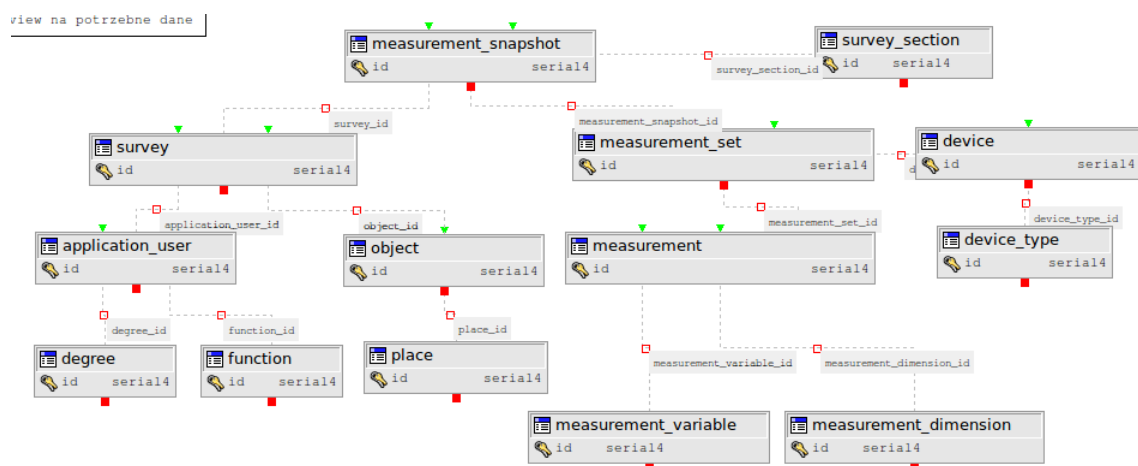 view na potrzebne dane
measurement_snapshot
id serial4
survey_section
id serial4
survey_section_id
survey_id
measurement_snapshot_id
survey
id serial4
measurement_set
id serial4
device
id serial4
application_user_id
object_id
measurement_set_id
device_type_id
application_user
id serial4
object
id serial4
measurement
id serial4
device_type
id serial4
degree_id
function_id
place_id
degree
id serial4
function
id serial4
place
id serial4
measurement_variable_id
measurement_dimension_id
measurement_variable
id serial4
measurement_dimension
id serial4